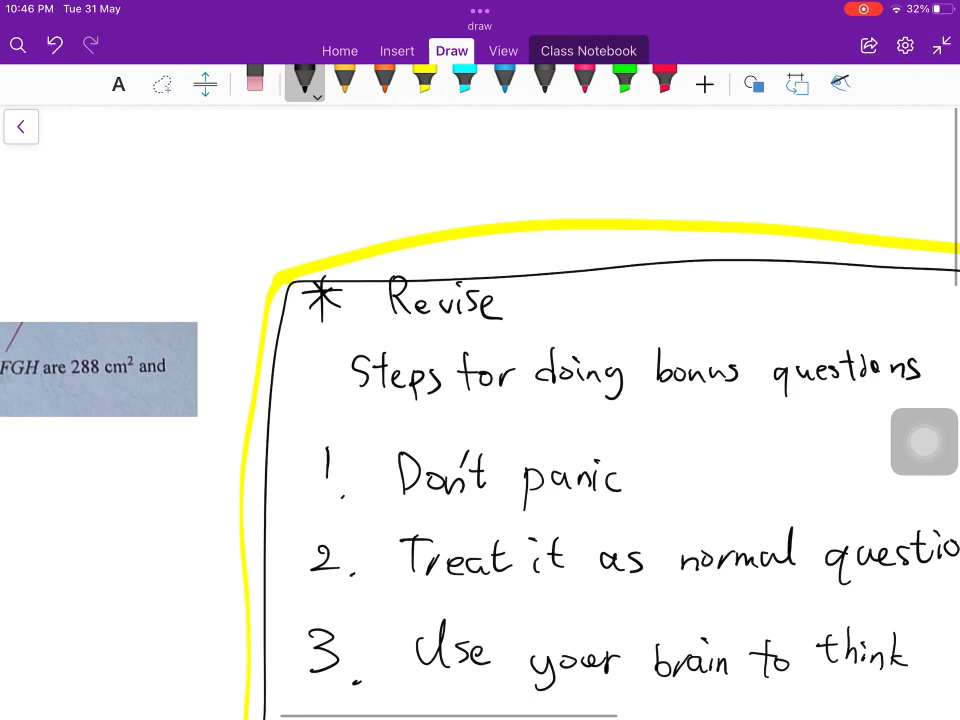 10:46 PM Tue 31 May
32%
draw
Home Insert Draw View Class Notebook
A
* Revise
FGH are 288 cm² and
Steps for doing bonus questions
1. Don't panic
2. Treat it as normal questio
3. Use your brain to think